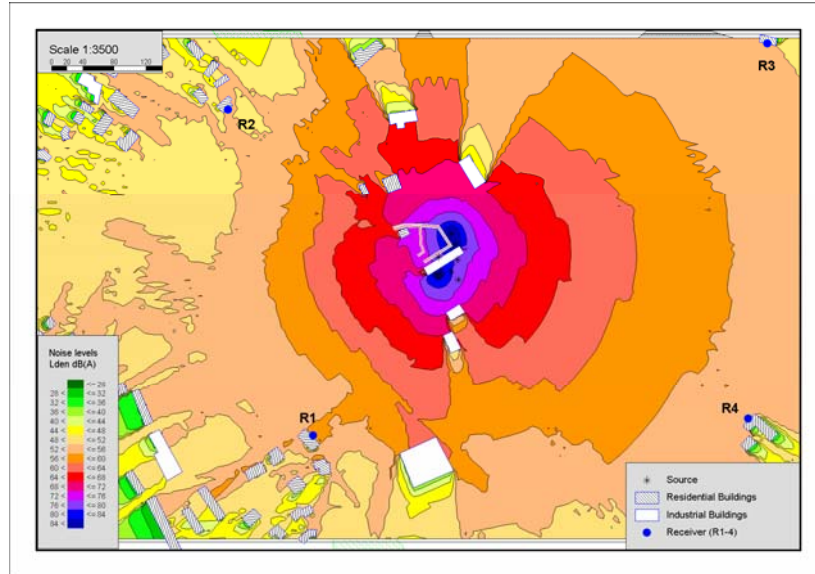 Scale 1:3500
0 20 40 80 120
R3
R2
Noise levels
Lden dB(A)
<= 28
28 < <= 32
32 < <= 36
36 < <= 40
40 < <= 44
44 < <= 48
48 < <= 52
52 < <= 56
56 < <= 60
60 < <= 64
64 < <= 68
68 < <= 72
72 < <= 76
76 < <= 80
80 < <= 84
84 <
R1
R4
Source
Residential Buildings
Industrial Buildings
Receiver (R1-4)